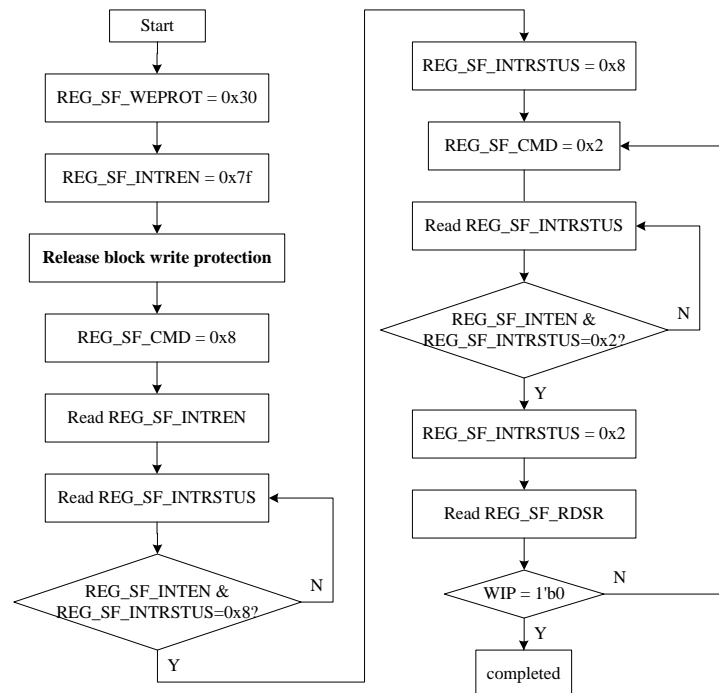 Start
REG_SF_WEPROT = 0x30
REG_SF_INTREN = 0x7f
Release block write protection
REG_SF_CMD = 0x8
Read REG_SF_INTREN
Read REG_SF_INTRSTUS
REG_SF_INTEN &
REG_SF_INTRSTUS=0x8?
N
Y
REG_SF_INTRSTUS = 0x8
REG_SF_CMD = 0x2
Read REG_SF_INTRSTUS
REG_SF_INTEN &
REG_SF_INTRSTUS=0x2?
N
Y
REG_SF_INTRSTUS = 0x2
Read REG_SF_RDSR
WIP = 1'b0
N
Y
completed